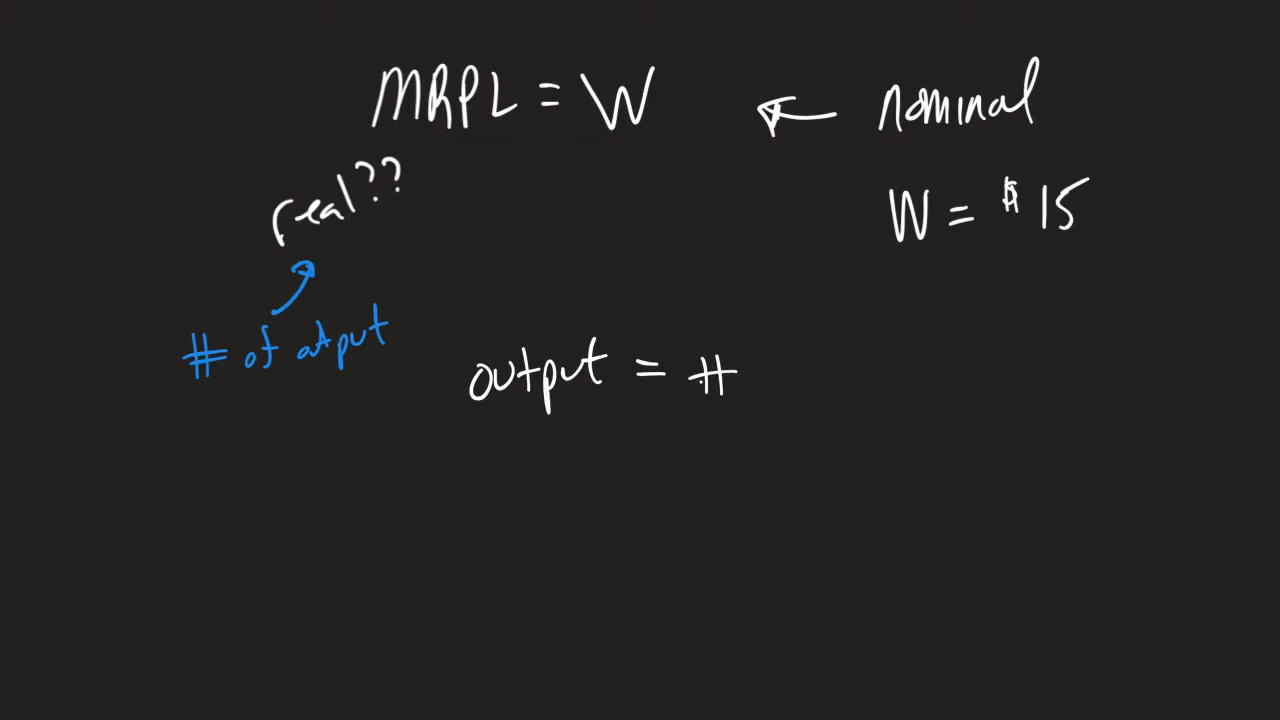 MRPL = W ← nominal
real??
W = $15
# of output
output = #